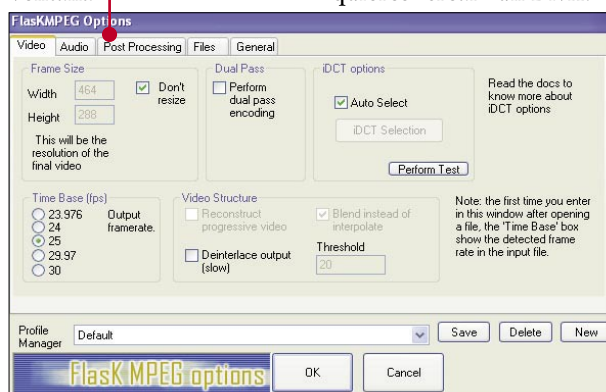 FlasKMPEG Options
Video Audio Post Processing Files General
Frame Size
Width 464
Height 288
Don't
resize
This will be the
resolution of the
final video
Dual Pass
Perform
dual pass
encoding
iDCT options
Auto Select
iDCT Selection
Perform Test
Read the docs to
know more about
iDCT options
Time Base (fps)
23.976
24
25
29.97
30
Output
framerate.
Video Structure
Reconstruct
progressive video
Deinterlace output
(slow)
Blend instead of
interpolate
Threshold
20
Note: the first time you enter
in this window after opening
a file, the 'Time Base' box
show the detected frame
rate in the input file.
Profile
Manager
Default
Save Delete New
FlasK MPEG options
OK Cancel